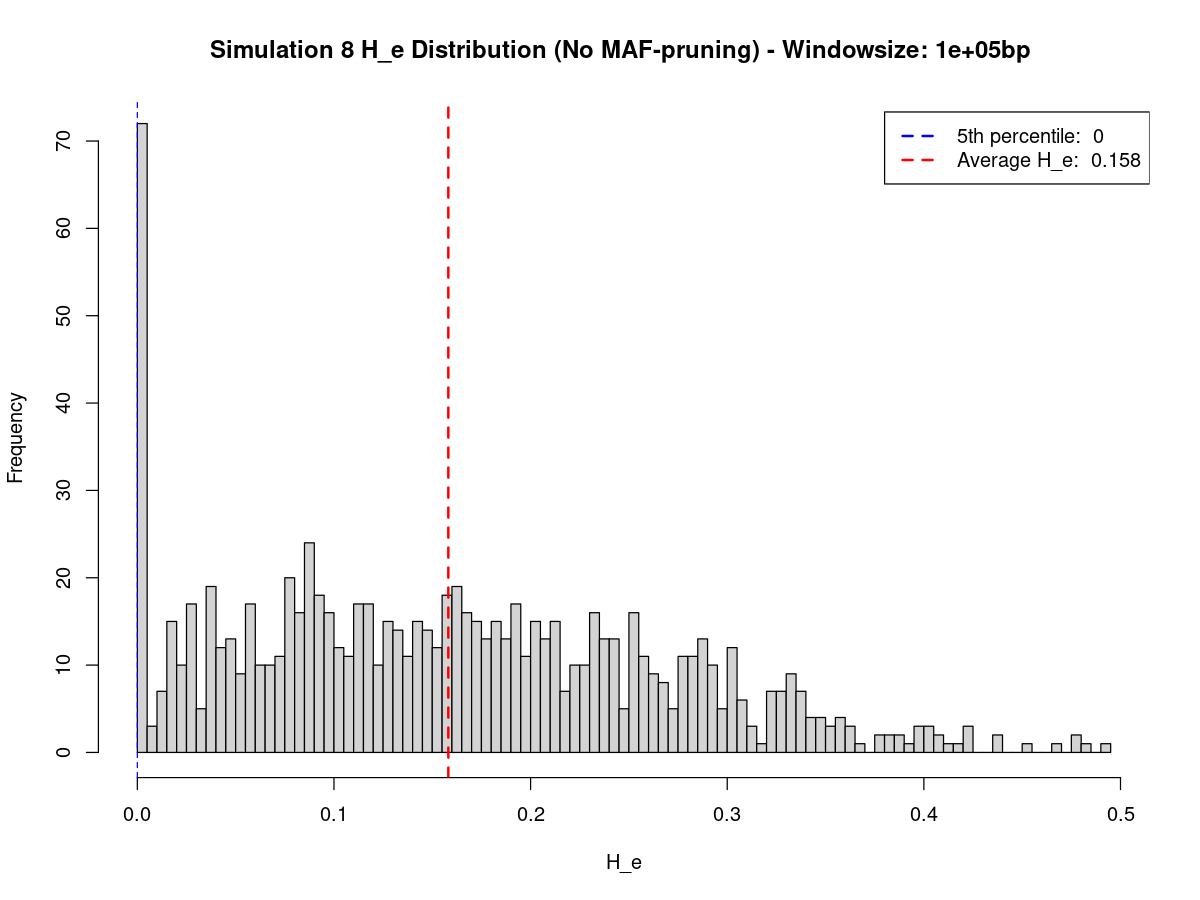 Simulation 8 H_e Distribution (No MAF-pruning) - Windowsize: 1e+05bp
5th percentile:  0
Average H_e:  0.158
70
60
50
40
30
20
10
0
Frequency
0.0 0.1 0.2 0.3 0.4 0.5
H_e